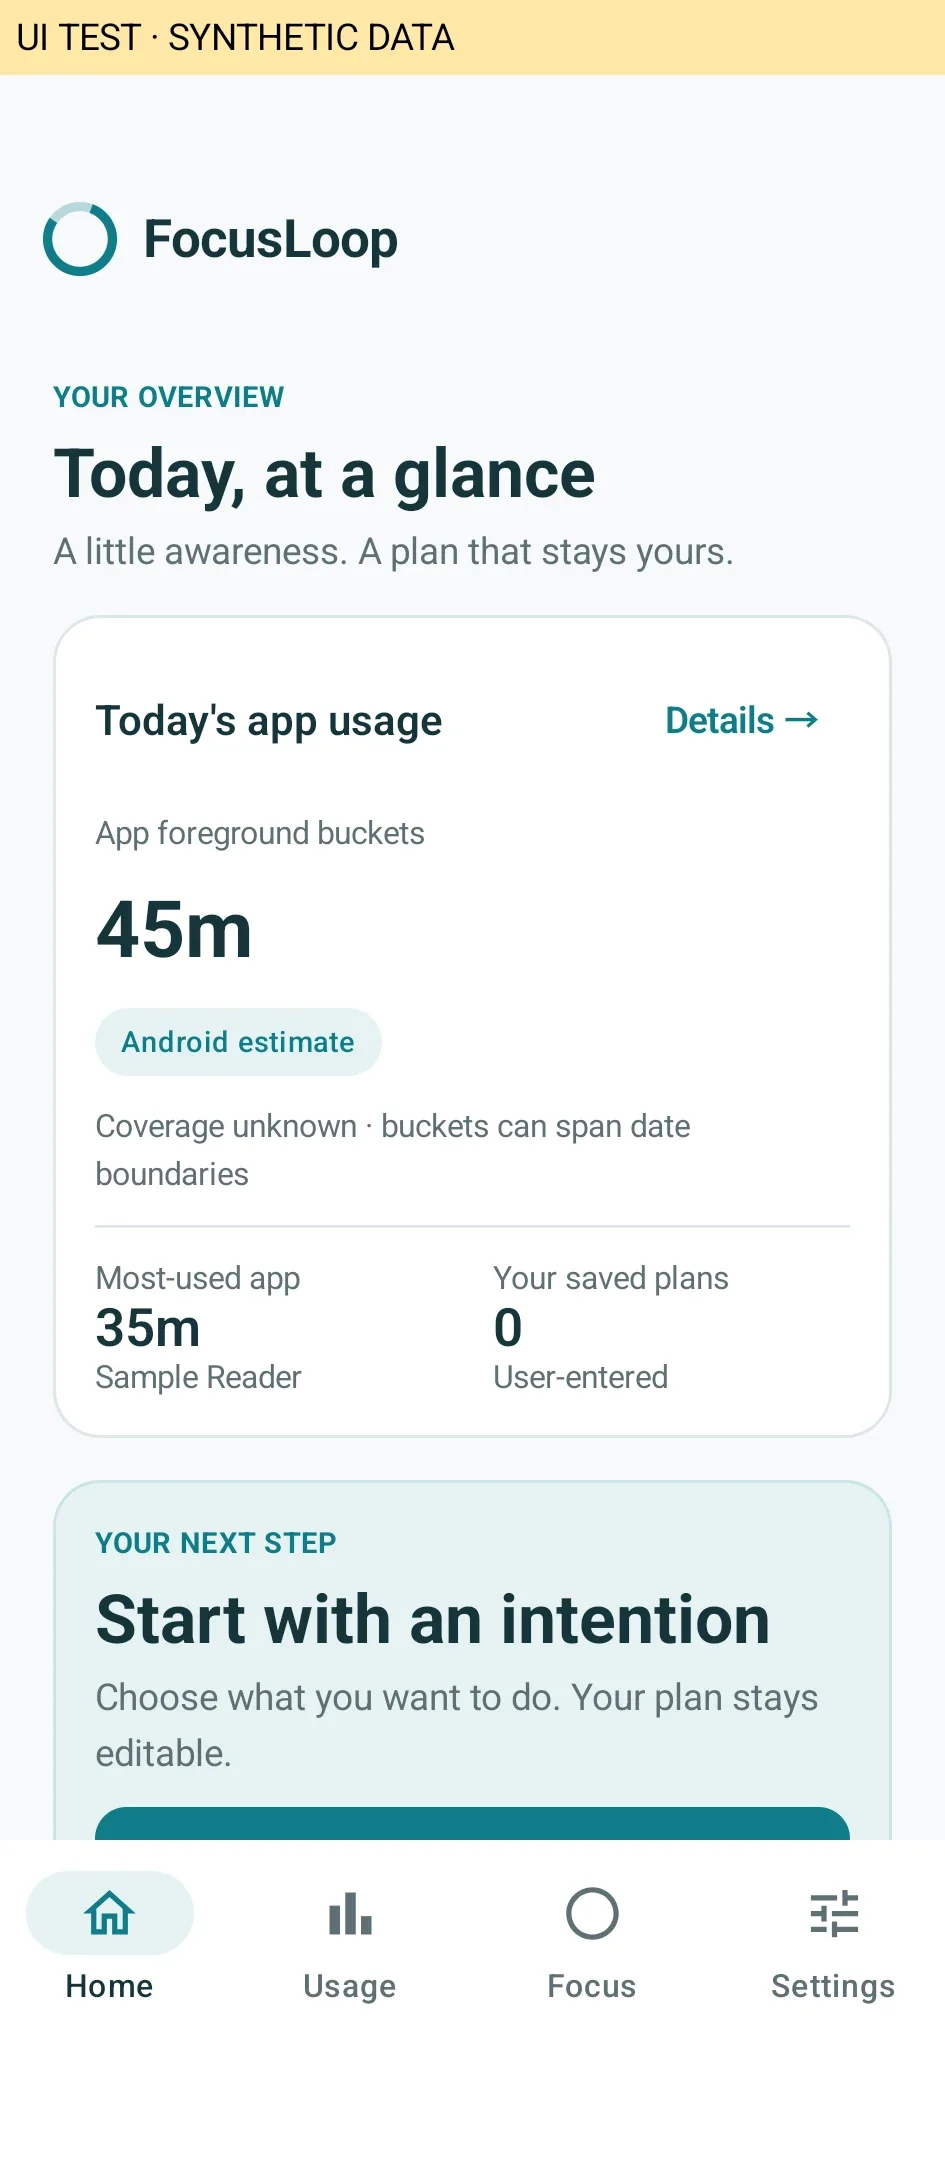 UI TEST · SYNTHETIC DATA
FocusLoop
YOUR OVERVIEW
Today, at a glance
A little awareness. A plan that stays yours.
Today's app usage
Details →
App foreground buckets
45m
Android estimate
Coverage unknown · buckets can span date
boundaries
Most-used app
35m
Sample Reader
Your saved plans
0
User-entered
YOUR NEXT STEP
Start with an intention
Choose what you want to do. Your plan stays
editable.
Home
Usage
Focus
Settings